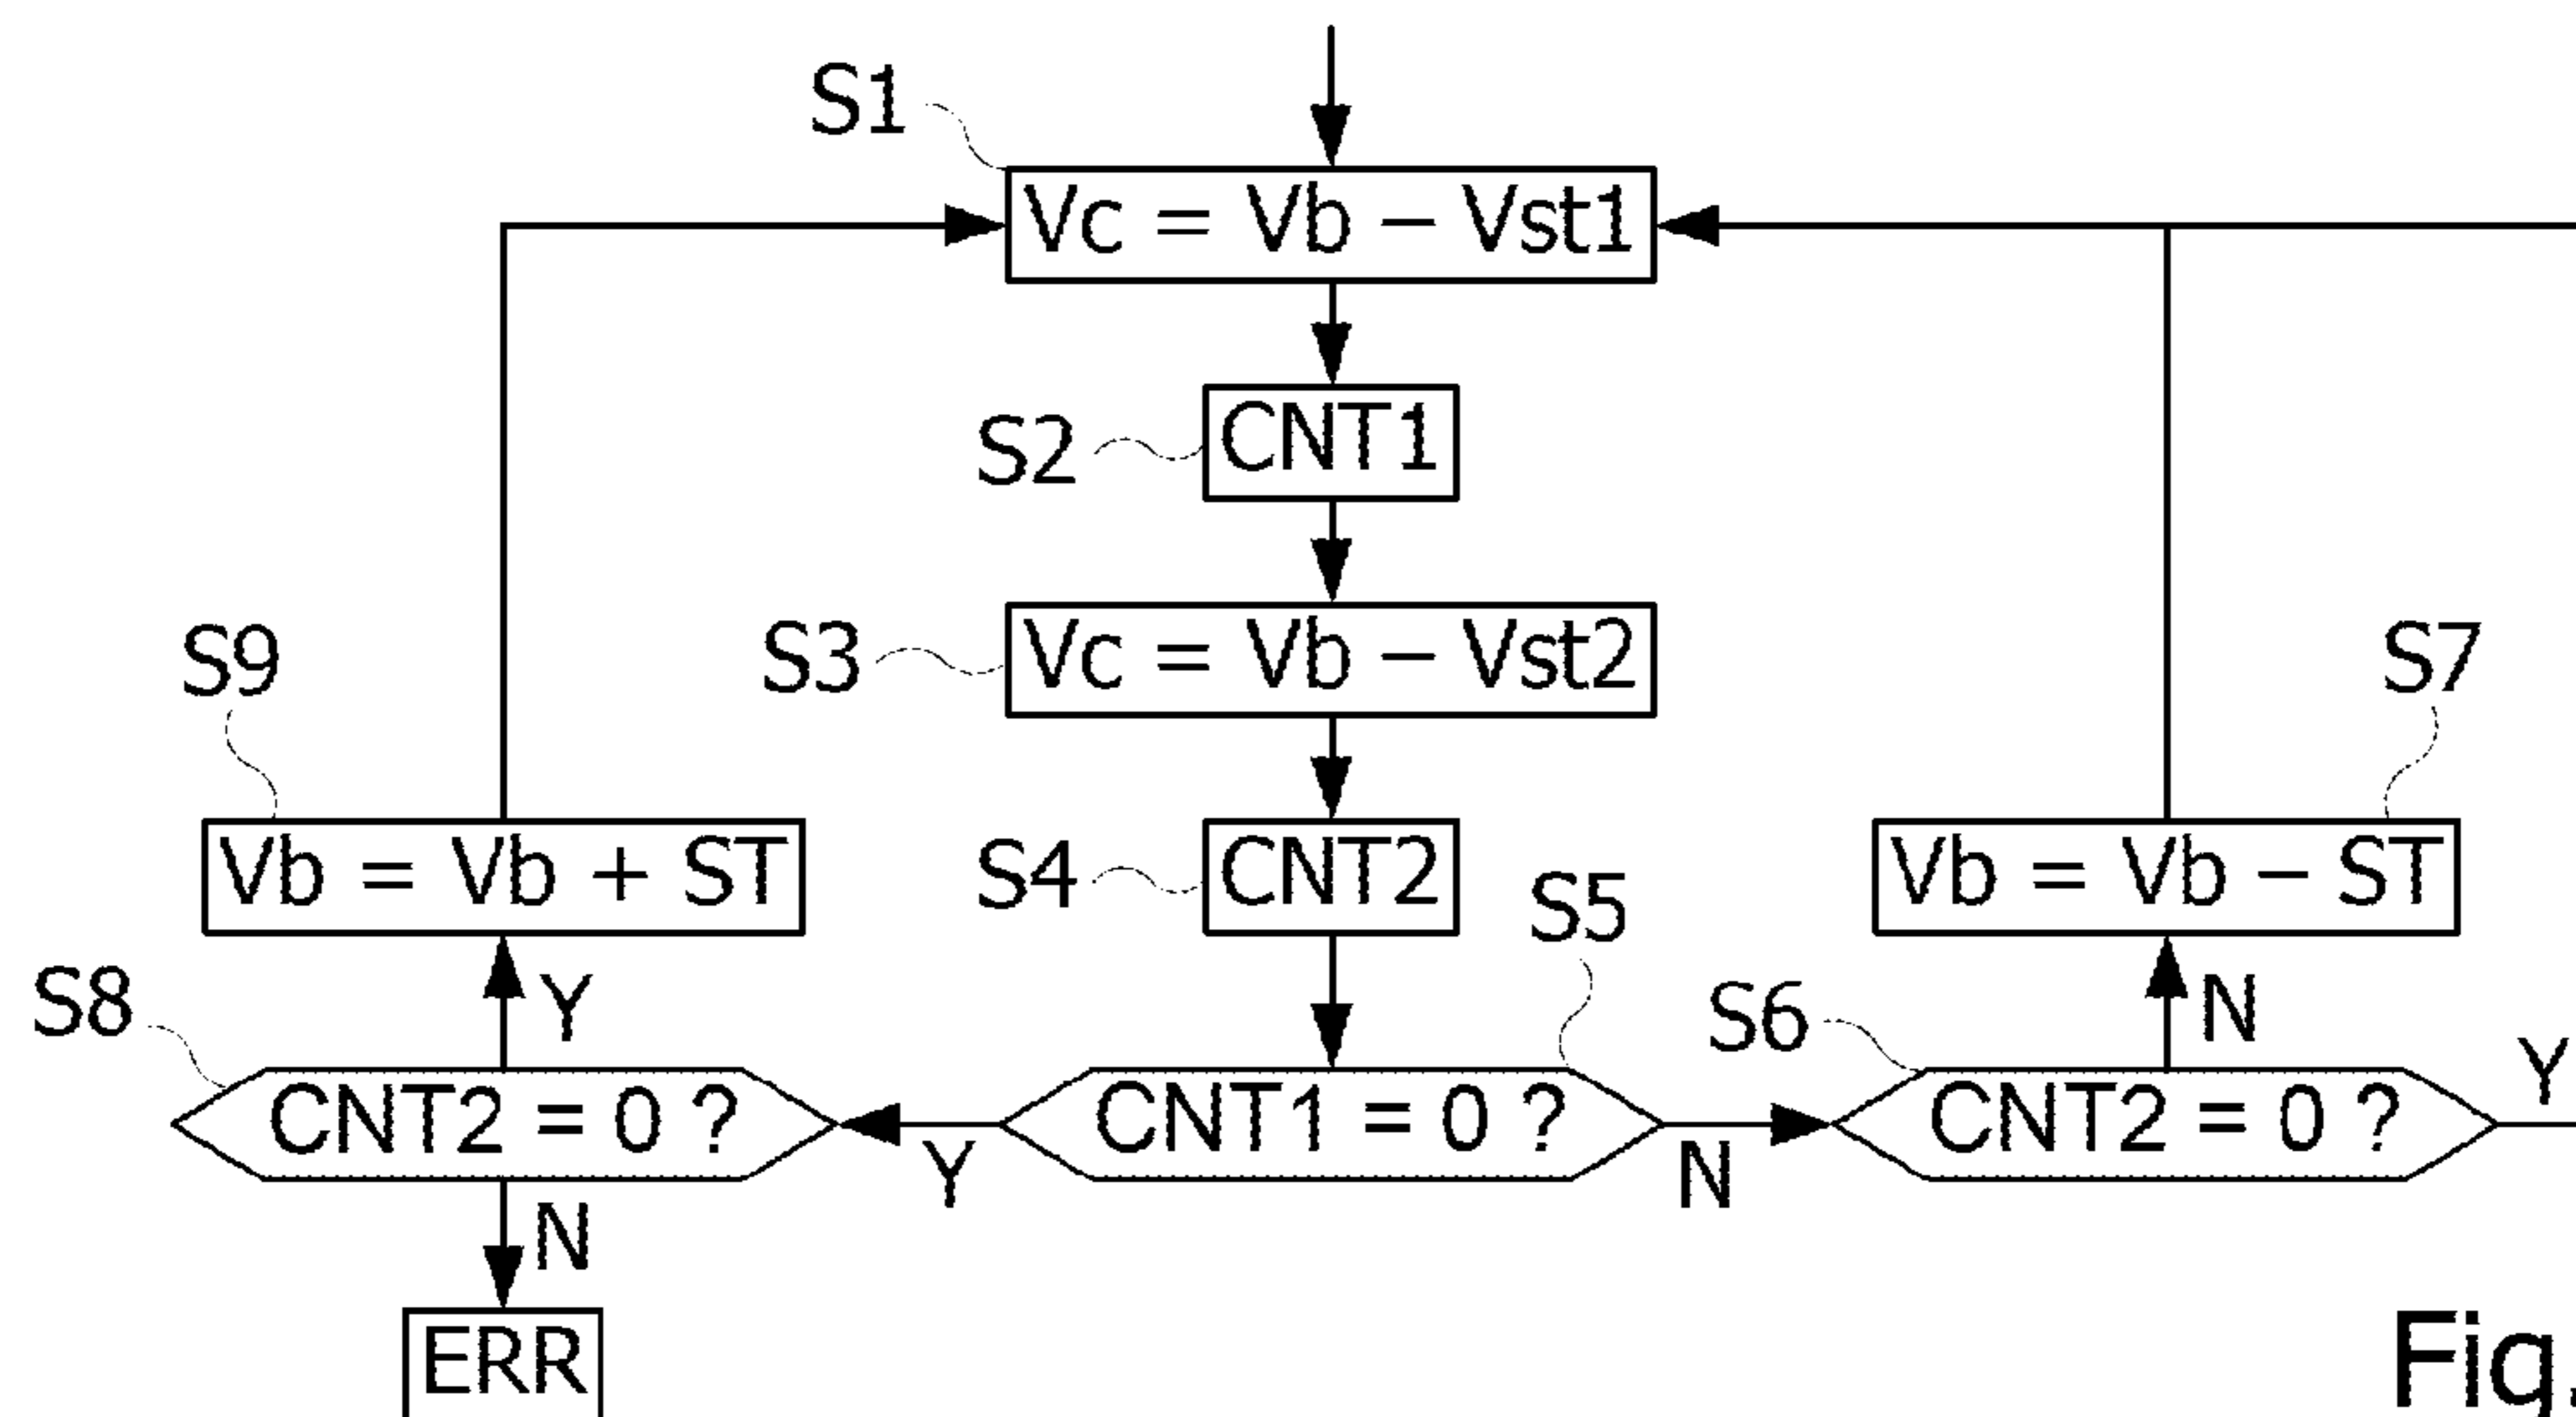 S1
Vc = Vb – Vst1
S2
CNT1
S3
Vc = Vb – Vst2
S9
S7
Vb = Vb + ST
S4
CNT2
S5
Vb = Vb – ST
S8
Y
S6
N
Y
CNT2 = 0 ?
Y
CNT1 = 0 ?
N
CNT2 = 0 ?
N
ERR
Fig.